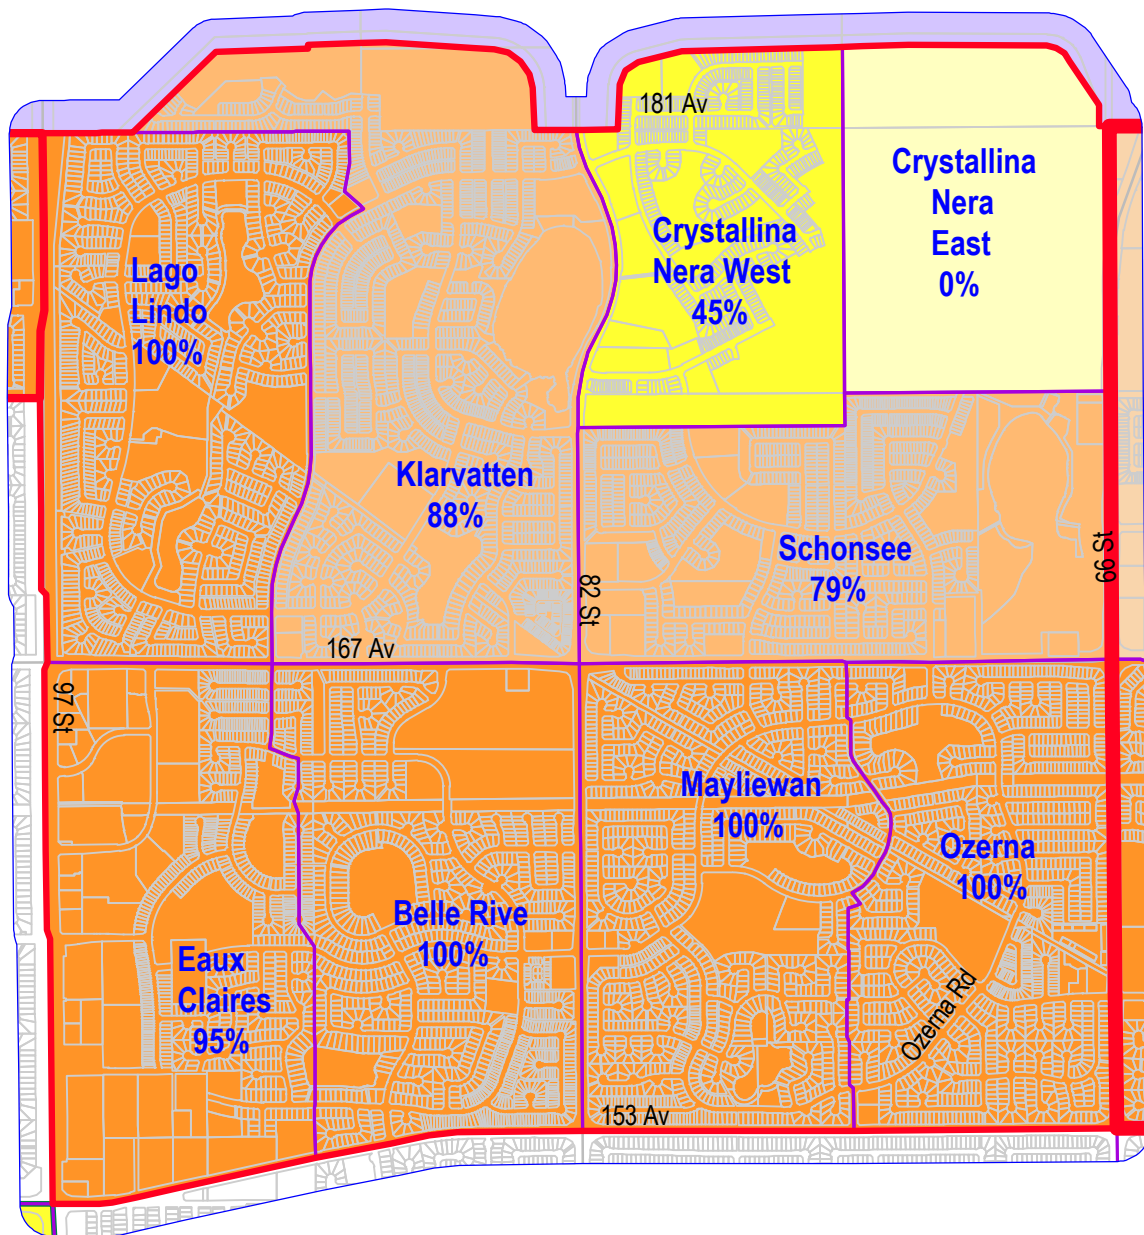 181 Av
Crystallina
Nera
East
0%
Crystallina
Nera West
45%
Lago
Lindo
100%
Klarvatten
88%
Schonsee
79%
66 St
82 St
167 Av
97 St
Mayliewan
100%
Ozerna
100%
Belle Rive
100%
Eaux
Claires
95%
Ozerna Rd
153 Av